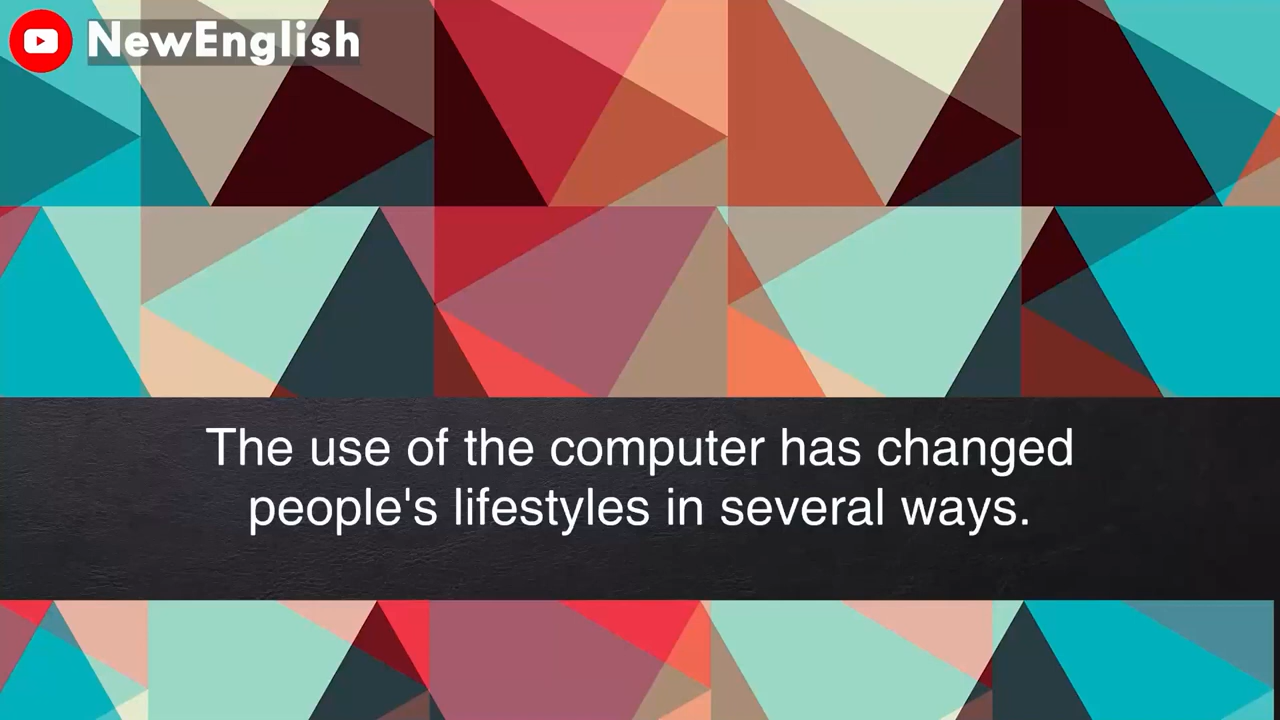 NewEnglish
The use of the computer has changed
people's lifestyles in several ways.